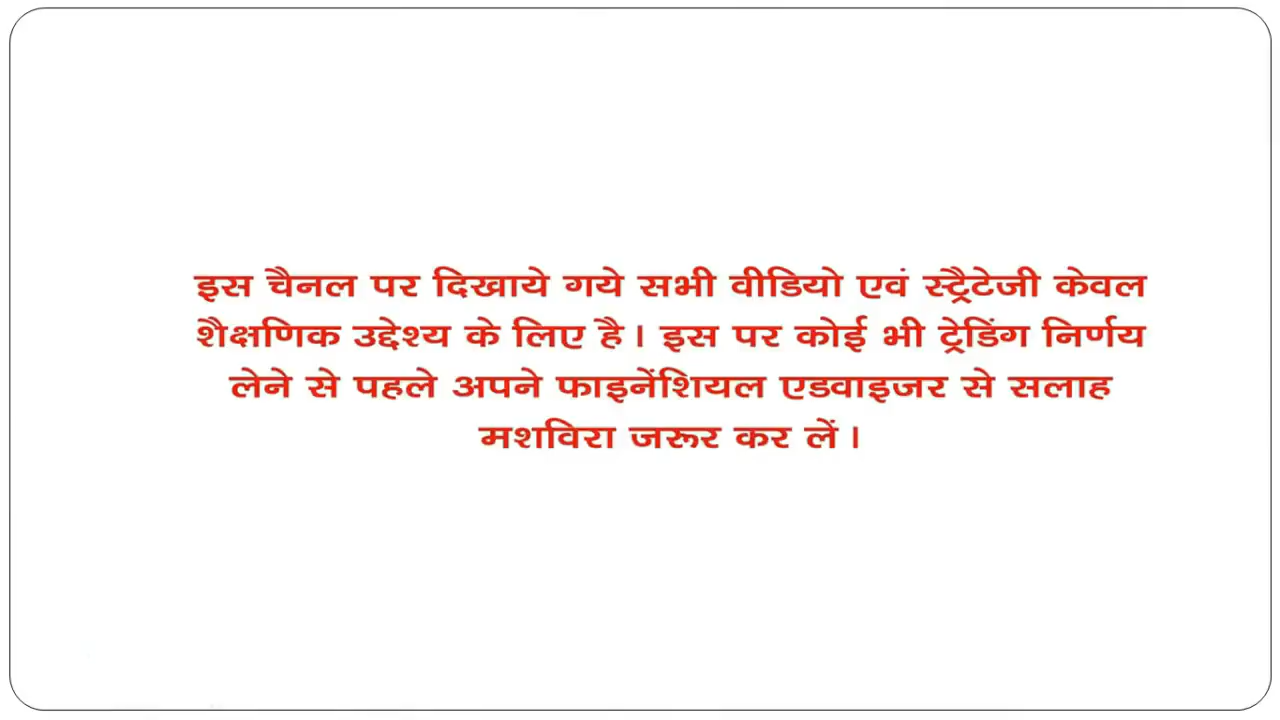 इस चैनल पर दिखाये गये सभी वीडियो एवं स्ट्रैटेजी केवल
शैक्षणिक उद्देश्य के लिए है। इस पर कोई भी ट्रेडिंग निर्णय
लेने से पहले अपने फाइनेंशियल एडवाइजर से सलाह
मशविरा जरूर कर लें।